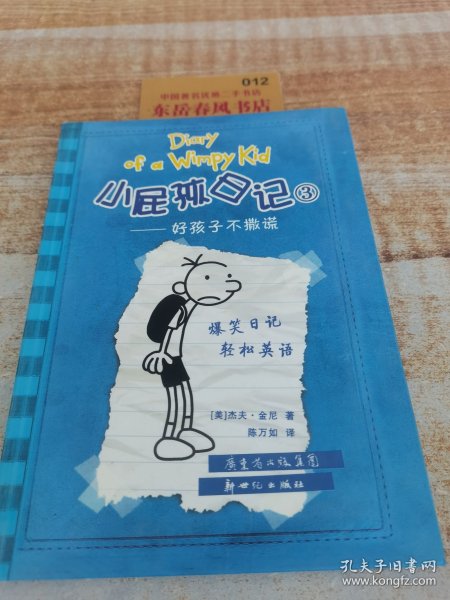 012
中国著名优质二手书店
东岳春风书店
Diary
of a Wimpy Kid
小屁孩日记③
——好孩子不撒谎
爆笑日记
轻松英语
[美]杰夫·金尼 著
陈万如 译
广东省出版集团
新世纪出版社
孔夫子旧书网
www.kongfz.com